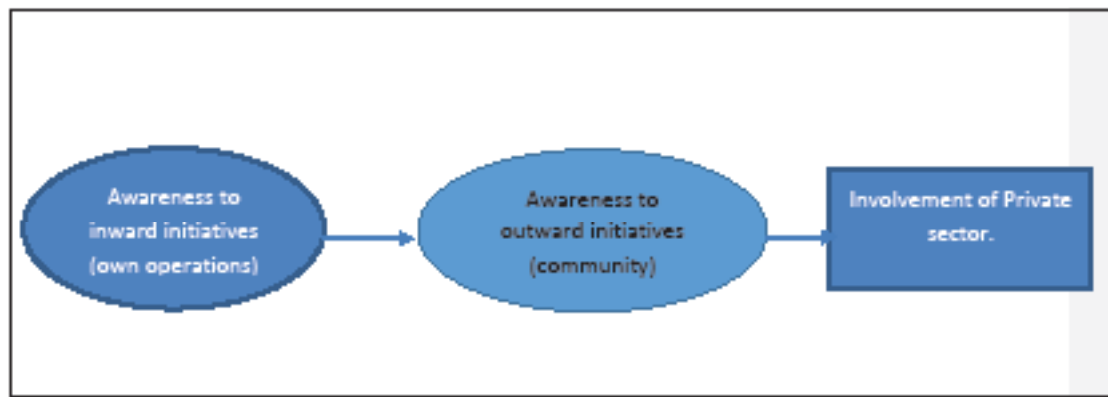 Awareness to
inward initiatives
(own operations)
Awareness to
outward initiatives
(community)
Involvement of Private
sector.